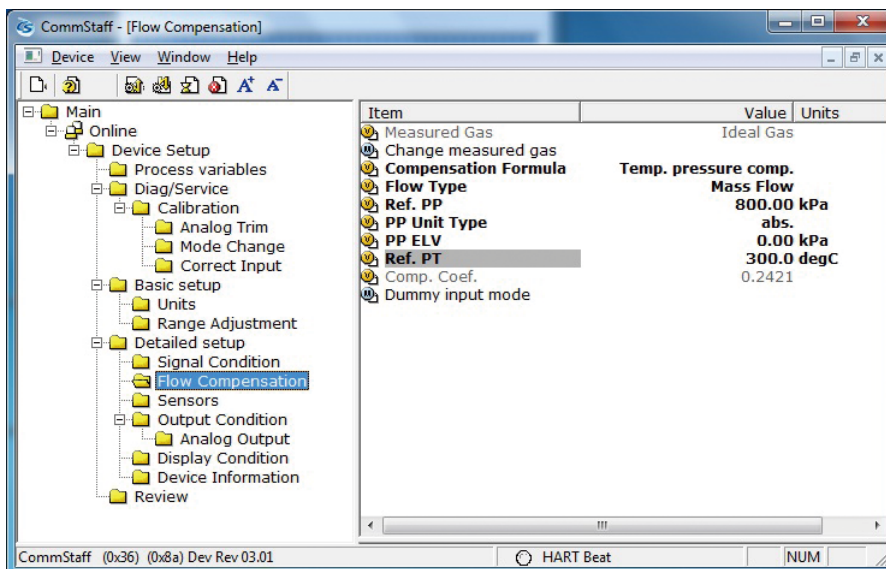 CommStaff - [Flow Compensation]
Device View Window Help
A+ A-
Main
Online
Device Setup
Process variables
Diag/Service
Calibration
Analog Trim
Mode Change
Correct Input
Basic setup
Units
Range Adjustment
Detailed setup
Signal Condition
Flow Compensation
Sensors
Output Condition
Analog Output
Display Condition
Device Information
Review
Item Value Units
Measured Gas Ideal Gas
Change measured gas
Compensation Formula Temp. pressure comp.
Flow Type Mass Flow
Ref. PP 800.00 kPa
PP Unit Type abs.
PP ELV 0.00 kPa
Ref. PT 300.0 degC
Comp. Coef. 0.2421
Dummy input mode
CommStaff (0x36) (0x8a) Dev Rev 03.01 HART Beat NUM